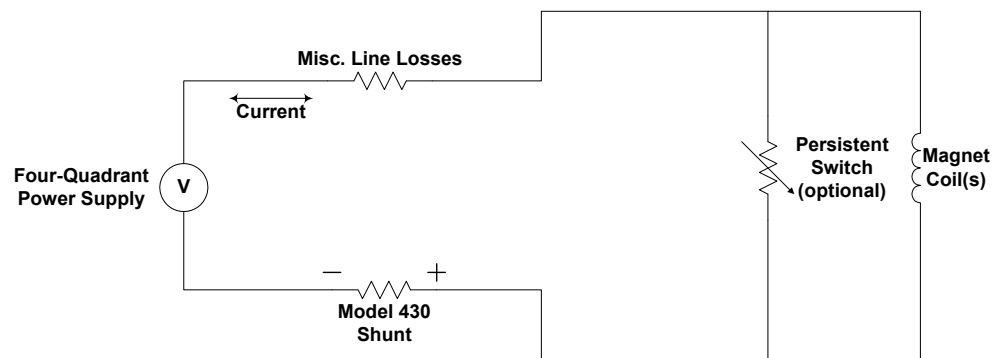 Misc. Line Losses
Current
Four-Quadrant
Power Supply
V
Persistent
Switch
(optional)
Magnet
Coil(s)
− +
Model 430
Shunt